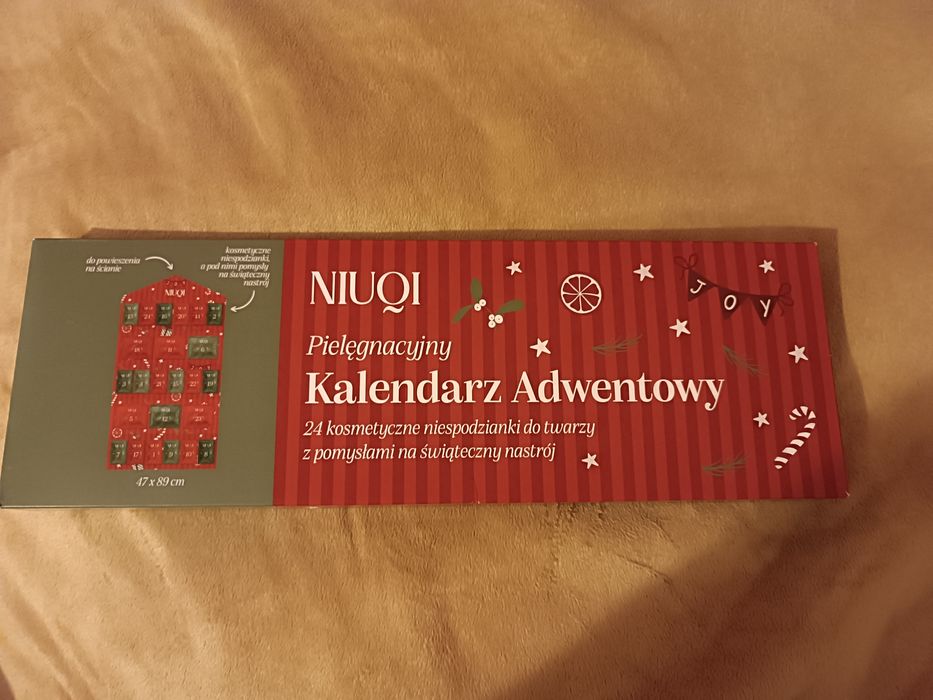 do powieszenia
na ścianie
kosmetyczne
niespodzianki,
a pod nimi pomysły
na świąteczny
nastrój
NIUQI
47 x 89 cm
NIUQI
JOY
Pielęgnacyjny
Kalendarz Adwentowy
24 kosmetyczne niespodzianki do twarzy
z pomysłami na świąteczny nastrój